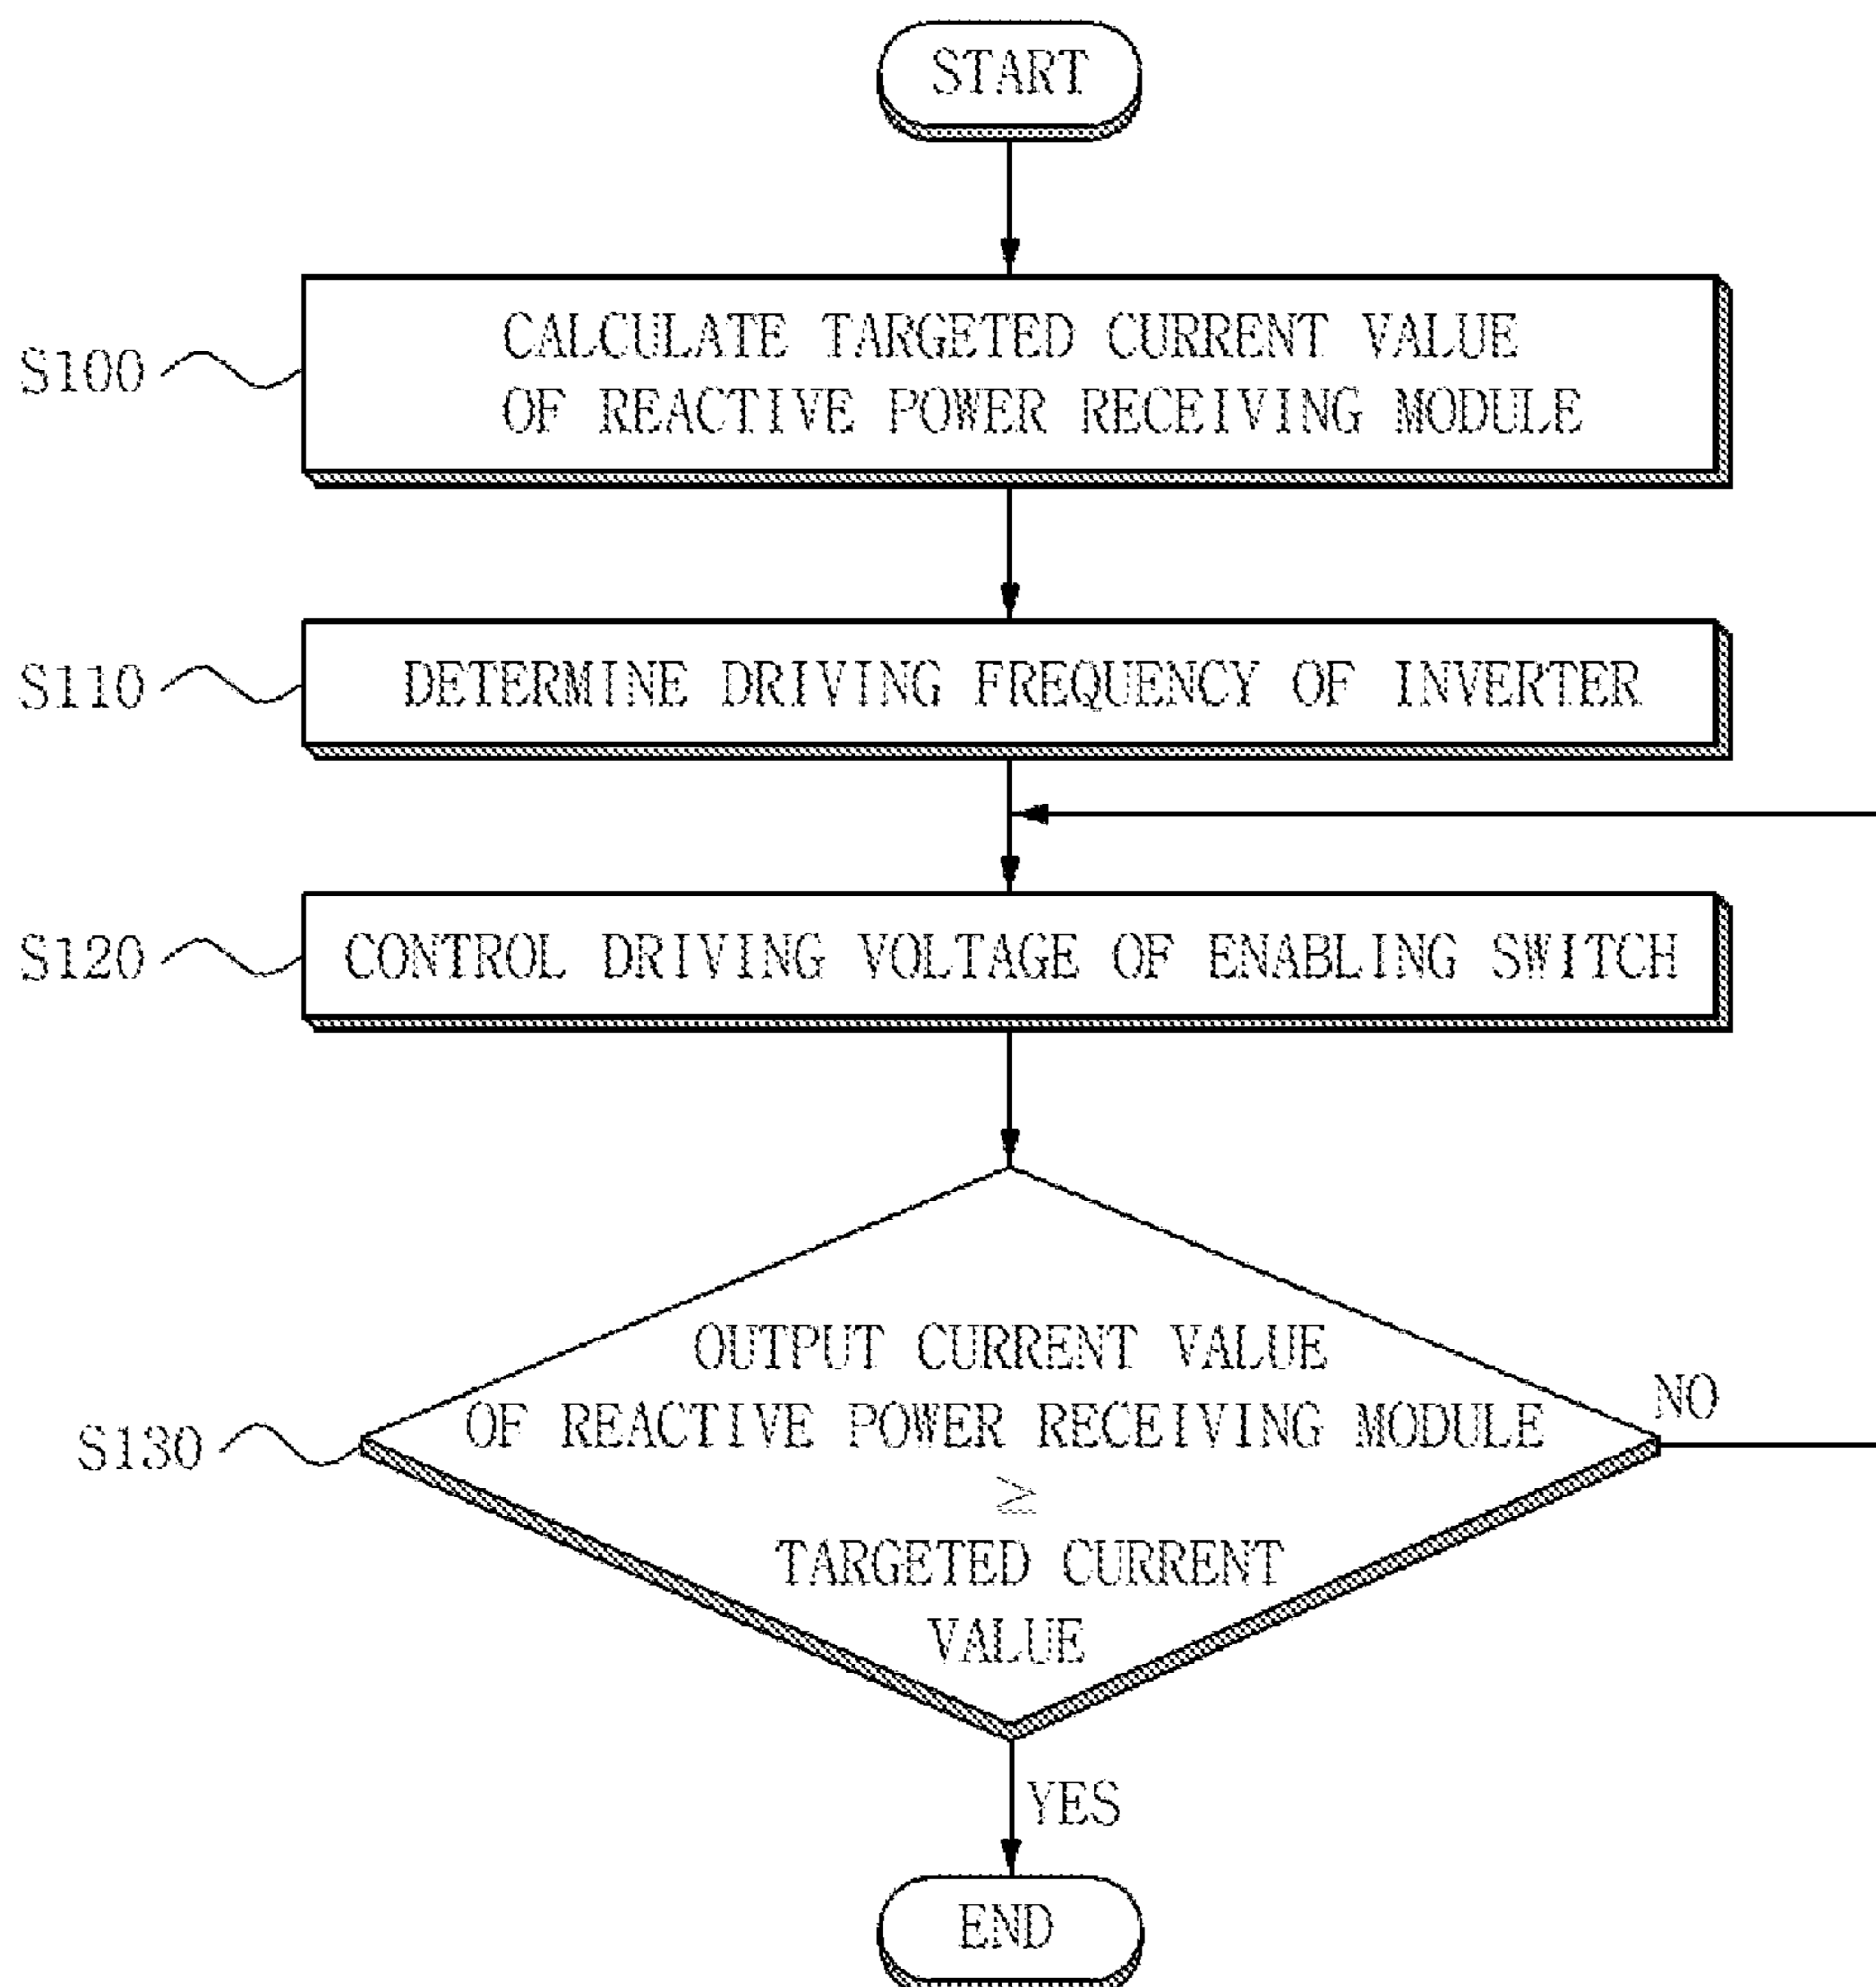 START
S100
CALCULATE TARGETED CURRENT VALUE
OF REACTIVE POWER RECEIVING MODULE
S110
DETERMINE DRIVING FREQUENCY OF INVERTER
S120
CONTROL DRIVING VOLTAGE OF ENABLING SWITCH
S130
OUTPUT CURRENT VALUE
OF REACTIVE POWER RECEIVING MODULE
≥
TARGETED CURRENT
VALUE
NO
YES
END